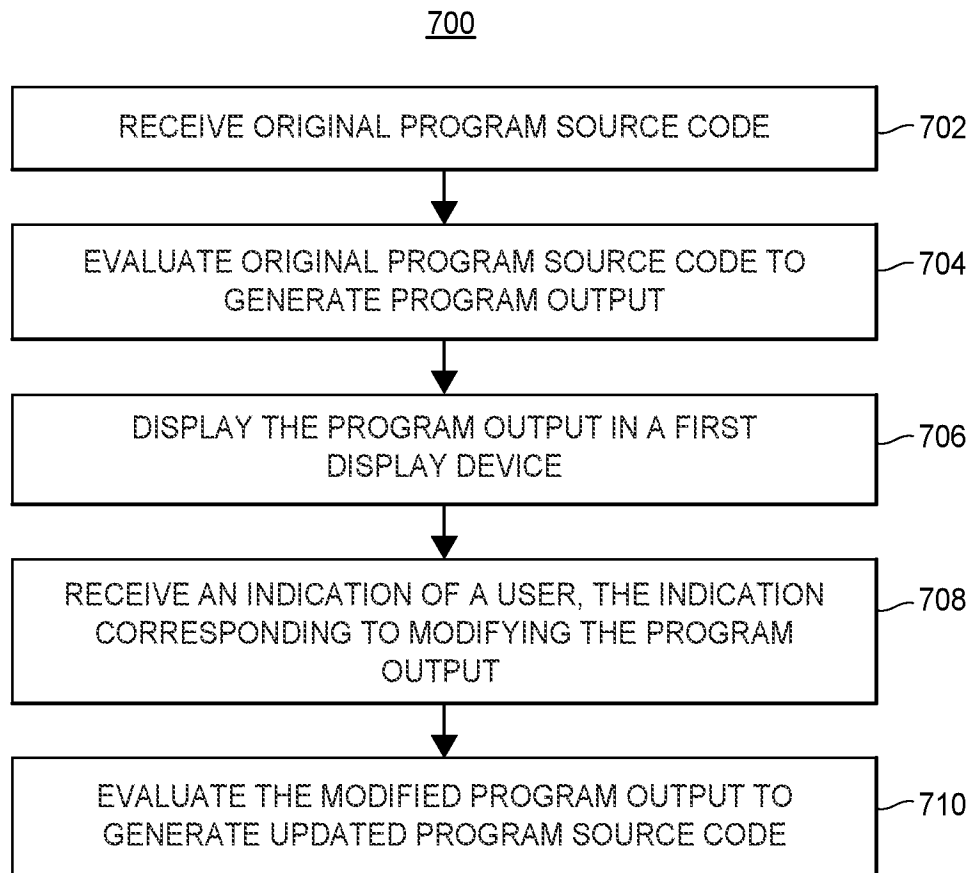 700
RECEIVE ORIGINAL PROGRAM SOURCE CODE
702
EVALUATE ORIGINAL PROGRAM SOURCE CODE TO
GENERATE PROGRAM OUTPUT
704
DISPLAY THE PROGRAM OUTPUT IN A FIRST
DISPLAY DEVICE
706
RECEIVE AN INDICATION OF A USER, THE INDICATION
CORRESPONDING TO MODIFYING THE PROGRAM
OUTPUT
708
EVALUATE THE MODIFIED PROGRAM OUTPUT TO
GENERATE UPDATED PROGRAM SOURCE CODE
710